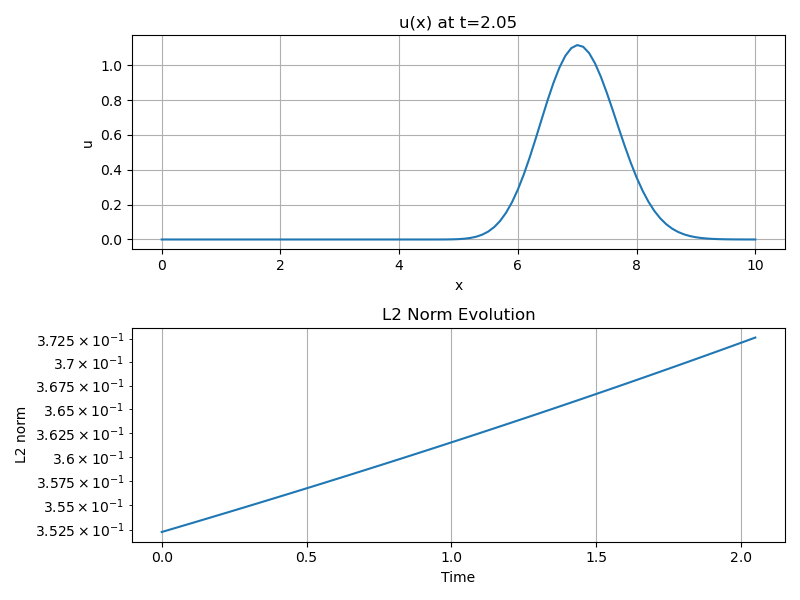 u(x) at t=2.05
1.0
0.8
0.6
0.4
0.2
0.0
u
0 2 4 6 8 10
x
L2 Norm Evolution
3.725 × 10⁻¹
3.7 × 10⁻¹
3.675 × 10⁻¹
3.65 × 10⁻¹
3.625 × 10⁻¹
3.6 × 10⁻¹
3.575 × 10⁻¹
3.55 × 10⁻¹
3.525 × 10⁻¹
L2 norm
0.0 0.5 1.0 1.5 2.0
Time